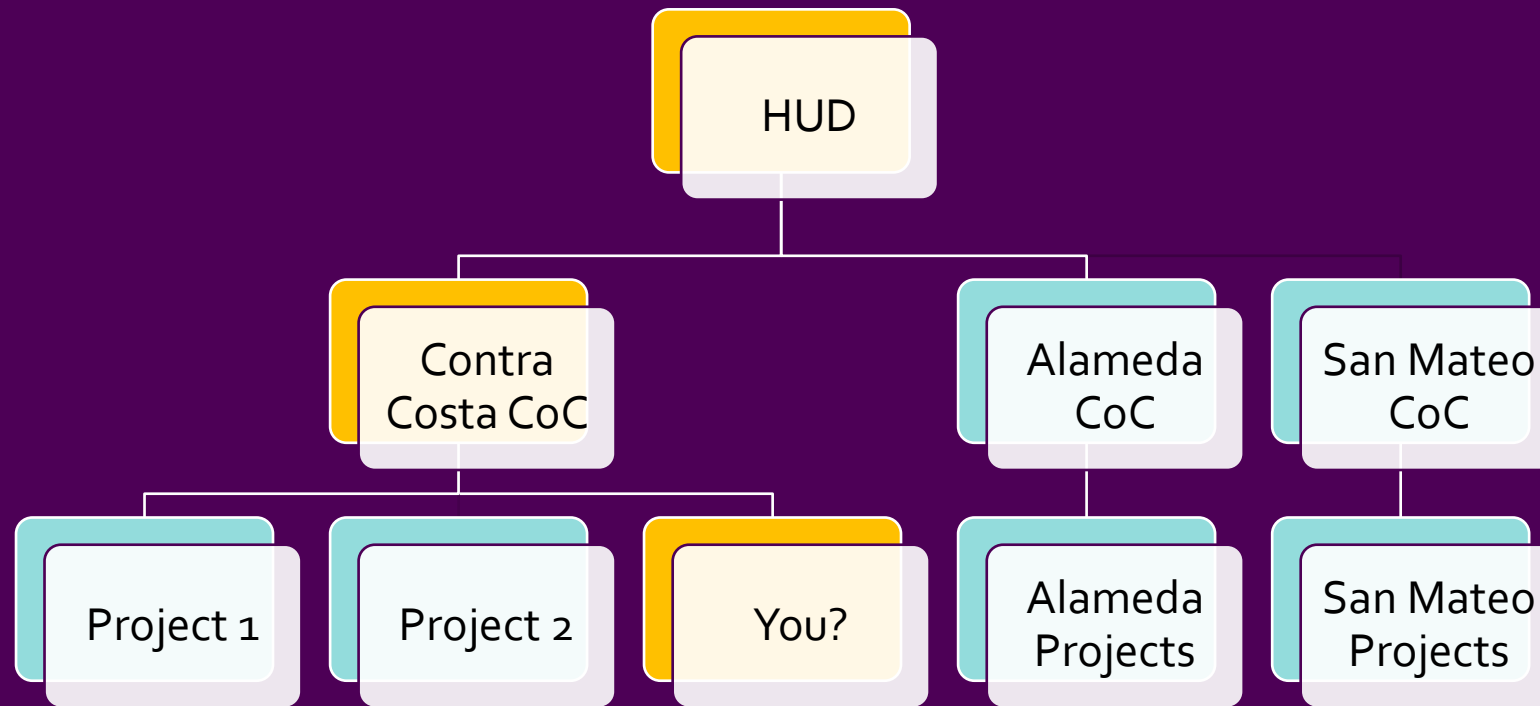 HUD
Contra
Costa CoC
Alameda
CoC
San Mateo
CoC
Project 1
Project 2
You?
Alameda
Projects
San Mateo
Projects